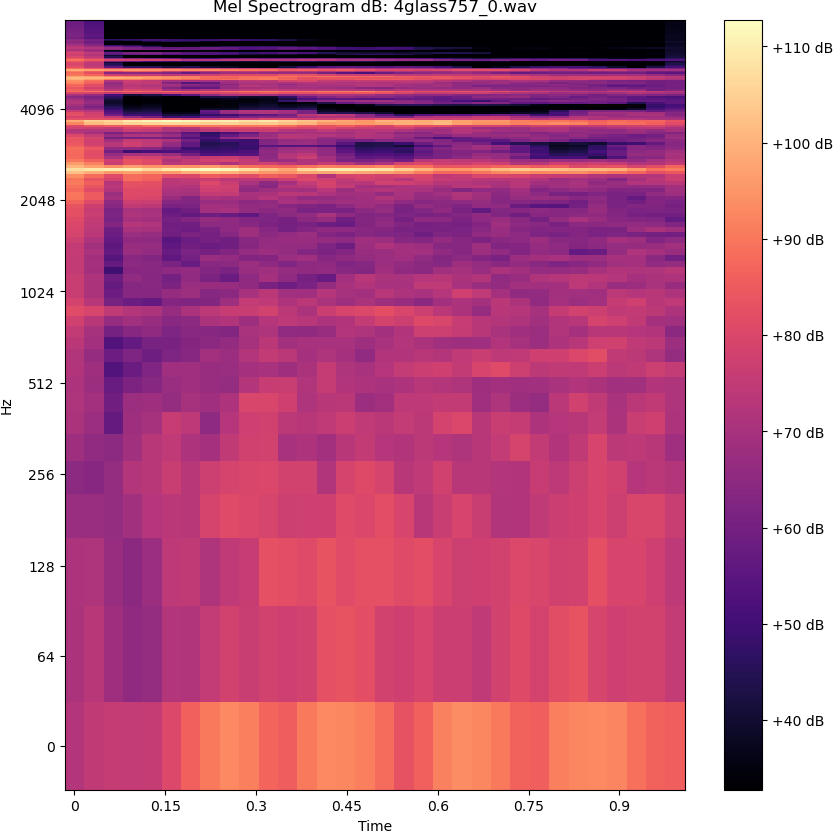 Mel Spectrogram dB: 4glass757_0.wav
+110 dB
4096
+100 dB
2048
+90 dB
1024
+80 dB
512
Hz
+70 dB
256
+60 dB
128
+50 dB
64
+40 dB
0
0 0.15 0.3 0.45 0.6 0.75 0.9
Time